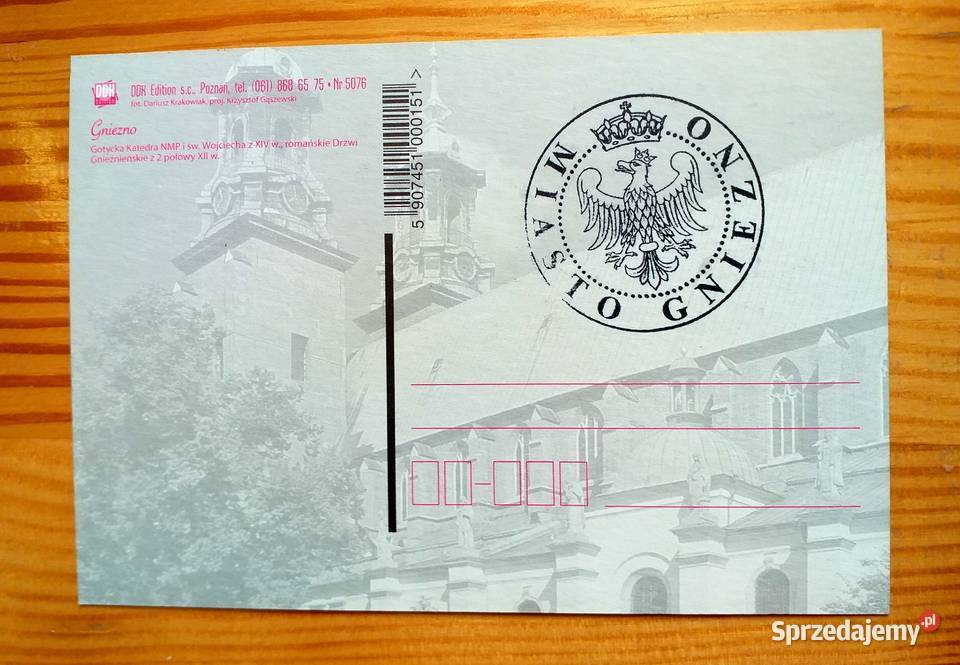 DDK DDK Edition s.c., Poznań, tel. (061) 868 65 75 • Nr 5076
fot. Dariusz Krakowiak, proj. Krzysztof Gąszewski
Gniezno
Gotycka Katedra NMP i św. Wojciecha z XIV w., romańskie Drzwi
Gnieźnieńskie z 2 połowy XII w.
5 907451 000151 >
MIASTO GNIEZNO
Sprzedajemy.pl